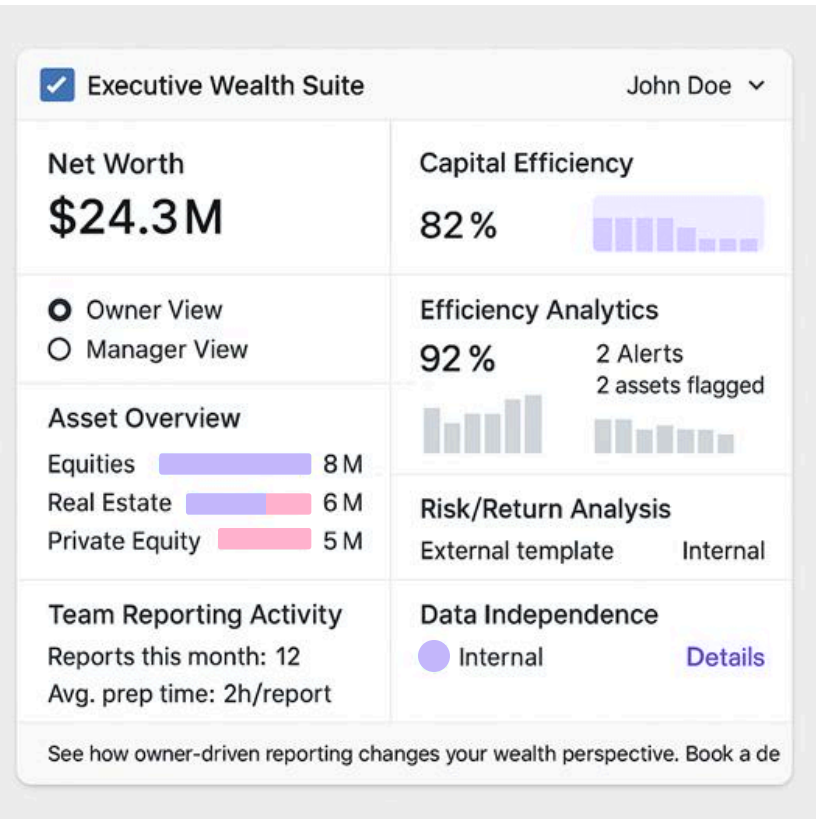 Executive Wealth Suite
John Doe
Net Worth
$24.3M
Capital Efficiency
82%
Owner View
Manager View
Efficiency Analytics
92%
2 Alerts
2 assets flagged
Asset Overview
Equities 8M
Real Estate 6M
Private Equity 5M
Risk/Return Analysis
External template Internal
Team Reporting Activity
Reports this month: 12
Avg. prep time: 2h/report
Data Independence
Internal Details
See how owner-driven reporting changes your wealth perspective. Book a de